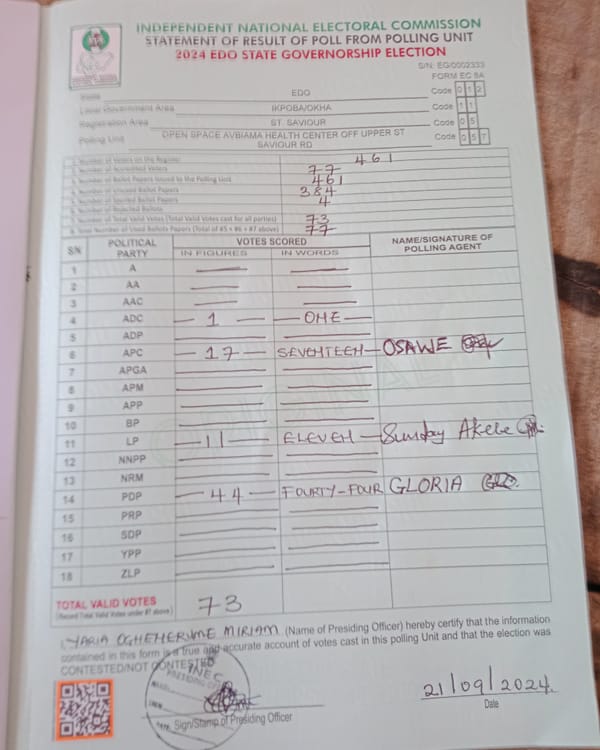 INDEPENDENT NATIONAL ELECTORAL COMMISSION
STATEMENT OF RESULT OF POLL FROM POLLING UNIT
2024 EDO STATE GOVERNORSHIP ELECTION
S/N: EG/0002333
FORM EC 8A
State EDO Code 0 1 2
Local Government Area IKPOBA/OKHA Code 1 1
Registration Area ST. SAVIOUR Code 0 5
Polling Unit OPEN SPACE AVBIAMA HEALTH CENTER OFF UPPER ST SAVIOUR RD Code 0 5 7
1. Number of Voters on the Register 461
2. Number of Accredited Voters 77
3. Number of Ballot Papers Issued to the Polling Unit 461
4. Number of Unused Ballot Papers 384
5. Number of Spoiled Ballot Papers 4
6. Number of Rejected Ballots
7. Number of Total Valid Votes (Total Valid Votes cast for all parties) 73
8. Total Number of Used Ballot Papers (Total of #5 + #6 + #7 above) 77
SN POLITICAL PARTY VOTES SCORED NAME/SIGNATURE OF POLLING AGENT
IN FIGURES IN WORDS
1 A
2 AA
3 AAC
4 ADC 1 ONE
5 ADP
6 APC 17 SEVENTEEN OSAWE
7 APGA
8 APM
9 APP
10 BP
11 LP 11 ELEVEN Sunday Akele
12 NNPP
13 NRM
14 PDP 44 FOURTY-FOUR GLORIA
15 PRP
16 SDP
17 YPP
18 ZLP
TOTAL VALID VOTES 73
(Record Total Valid Votes under #7 above)
I, (Name of Presiding Officer) hereby certify that the information
contained in this form is a true and accurate account of votes cast in this polling Unit and that the election was
CONTESTED/NOT CONTESTED
INEC
PRESIDING
Sign/Stamp of Presiding Officer
21/09/2024
Date